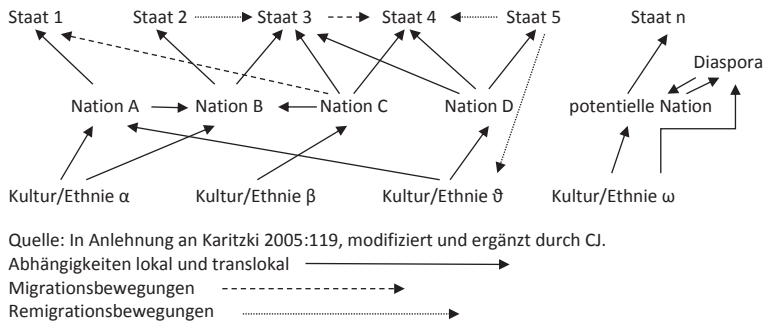 Staat 1 Staat 2 Staat 3 Staat 4 Staat 5 Staat n
Diaspora
Nation A Nation B Nation C Nation D potentielle Nation
Kultur/Ethnie α Kultur/Ethnie β Kultur/Ethnie ϑ Kultur/Ethnie ω
Quelle: In Anlehnung an Karitzki 2005:119, modifiziert und ergänzt durch CJ.
Abhängigkeiten lokal und translokal
Migrationsbewegungen
Remigrationsbewegungen